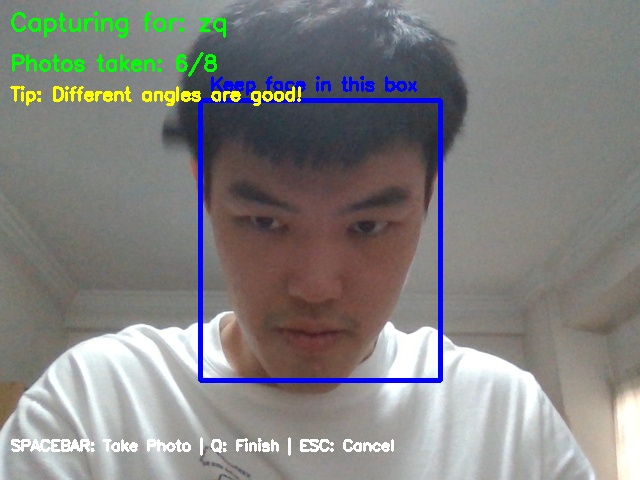 Capturing for: zq
Photos taken: 6/8
Keep face in this box
Tip: Different angles are good!
SPACEBAR: Take Photo | Q: Finish | ESC: Cancel